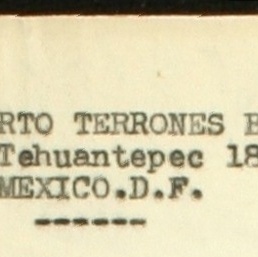 RTO TERRONES B
Tehuantepec 18
MEXICO.D.F.
------